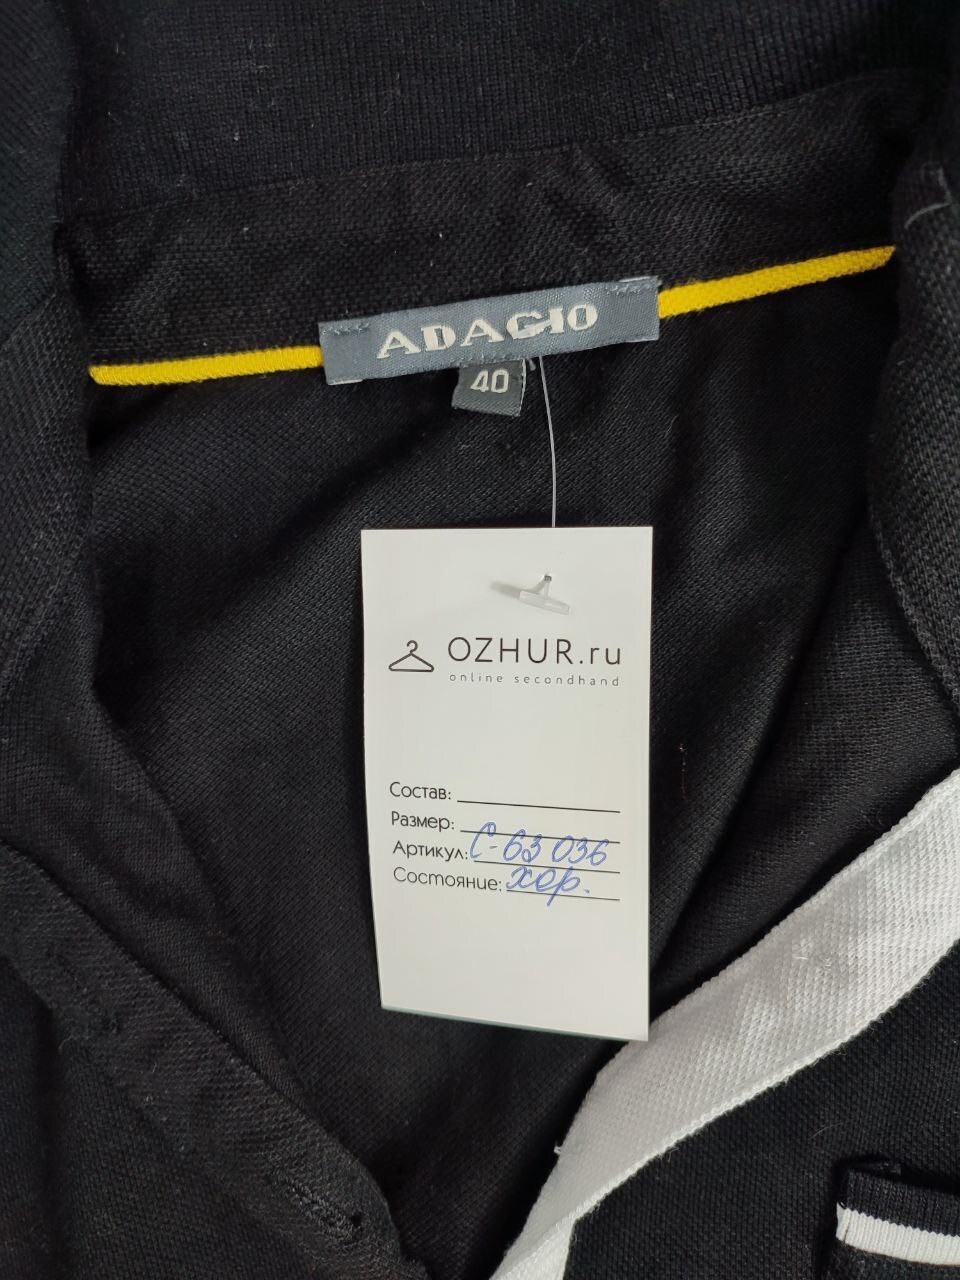 ADAGIO
40
OZHUR.ru
online secondhand
Состав:
Размер:
Артикул: С-63 036
Состояние: хор.